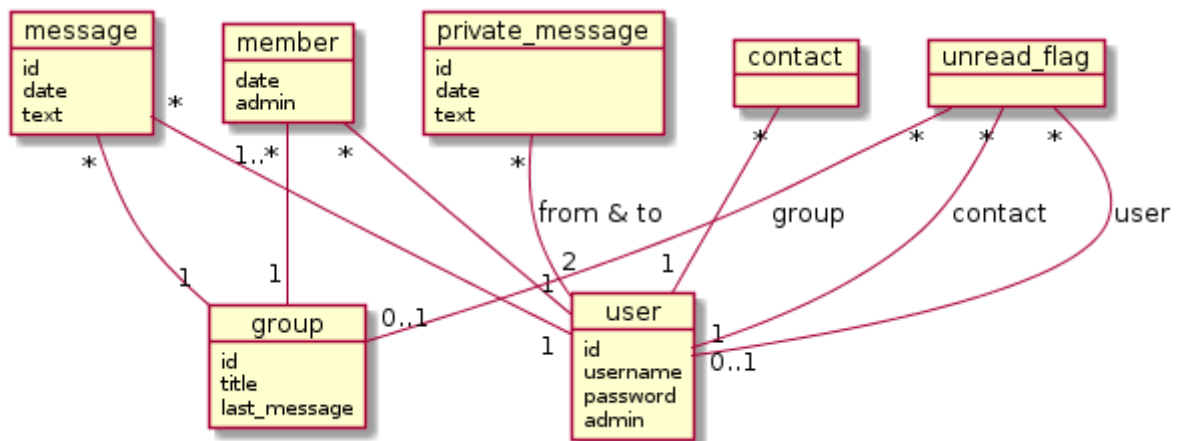 message
id
date
text
member
date
admin
private_message
id
date
text
contact
unread_flag
*
*
1..*
*
*
*
*
*
*
from & to
group
contact
user
1
1
2
1
1
0..1
1
1
0..1
group
id
title
last_message
user
id
username
password
admin